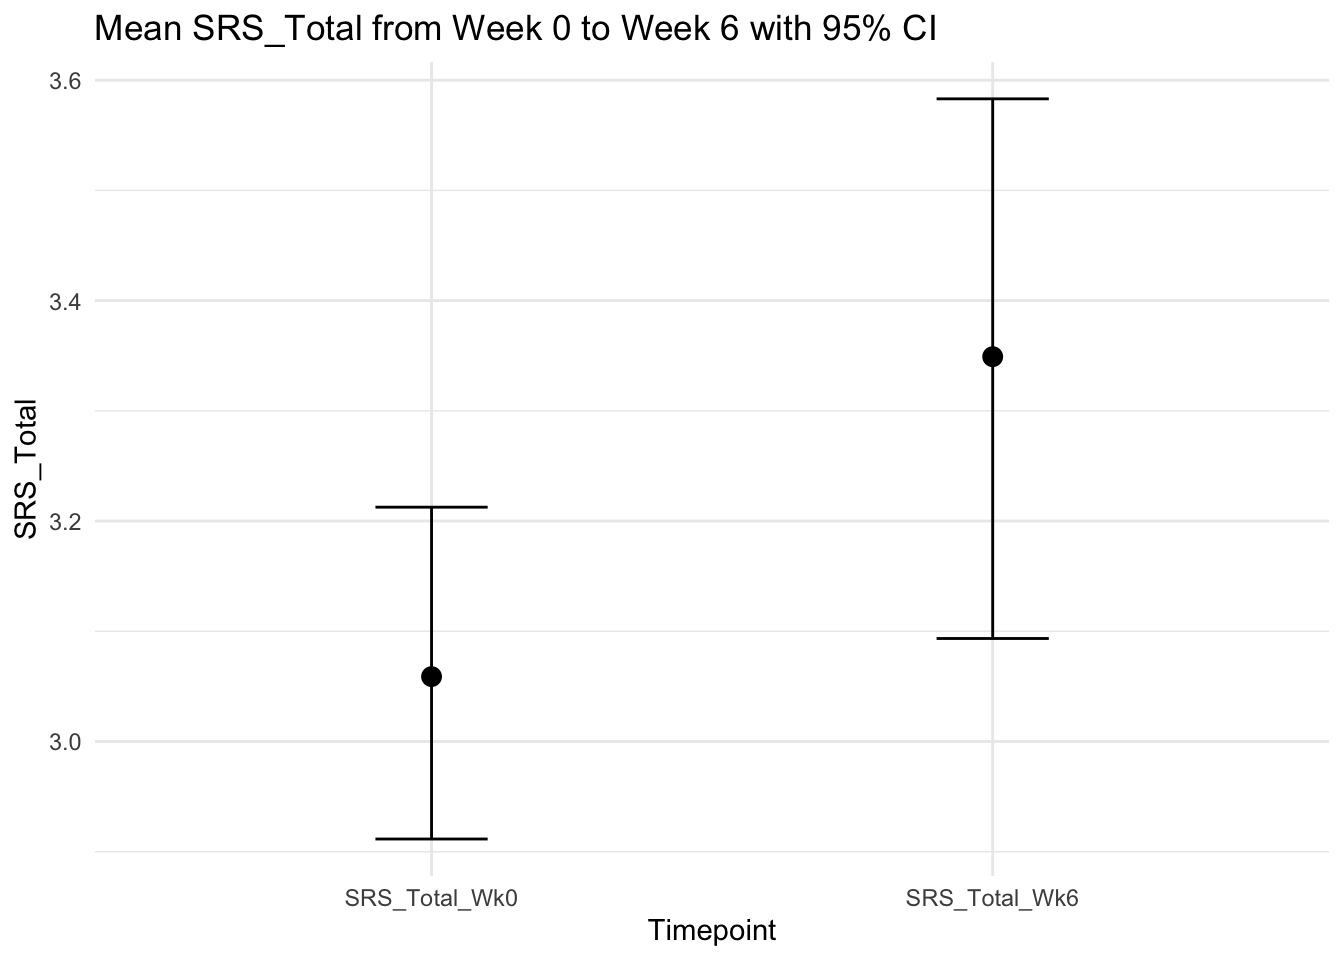 Mean SRS_Total from Week 0 to Week 6 with 95% CI
3.6
3.4
3.2
3.0
SRS_Total
SRS_Total_Wk0
SRS_Total_Wk6
Timepoint